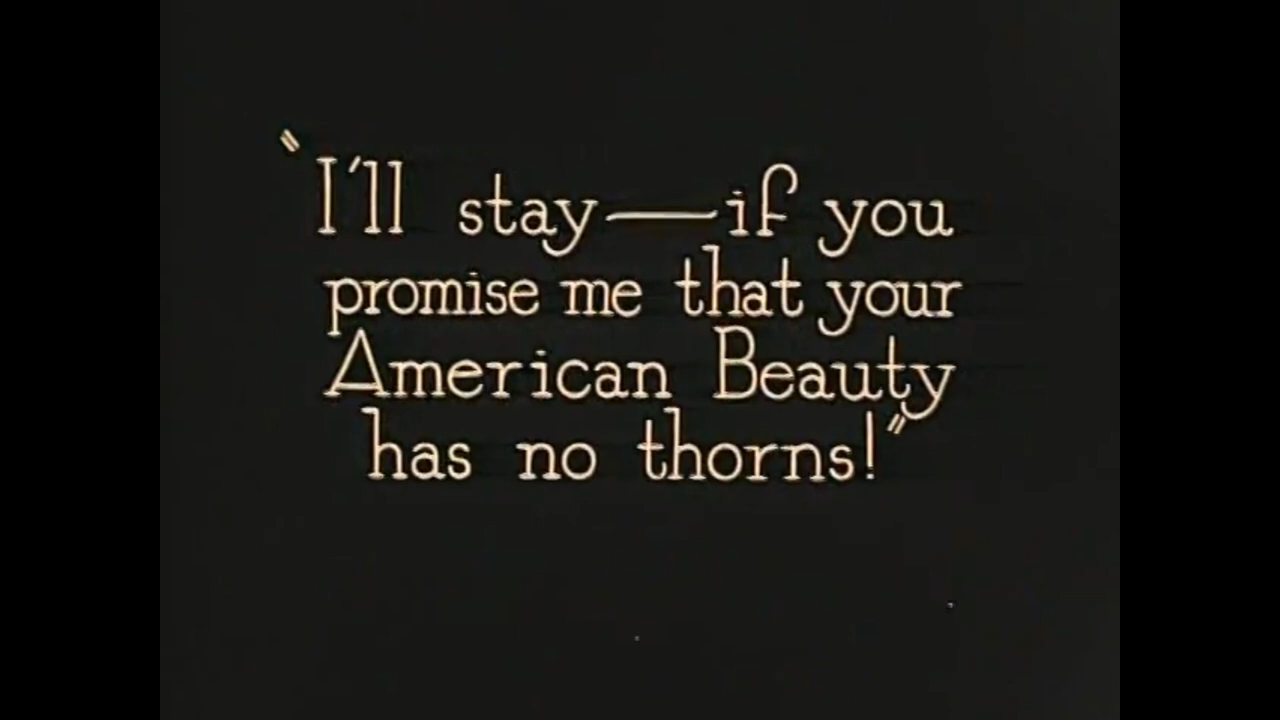 "I'll stay—if you
promise me that your
American Beauty
has no thorns!"